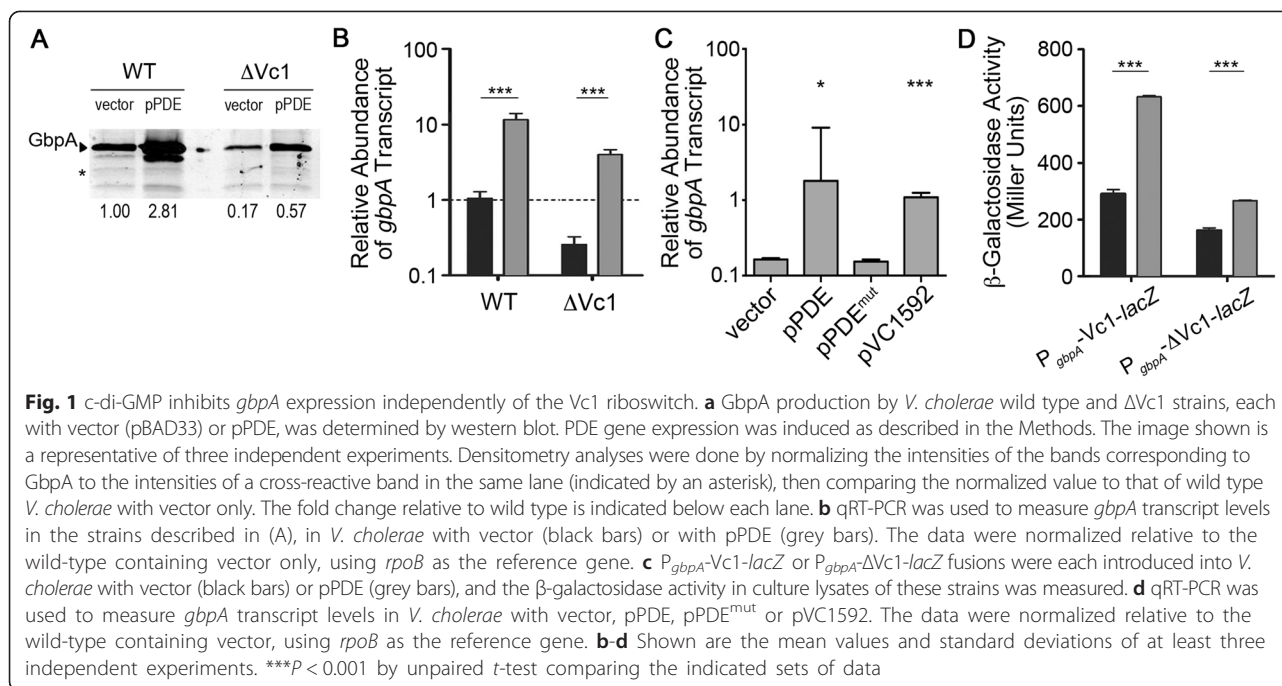 A
WT
ΔVc1
vector pPDE
vector pPDE
GbpA
*
1.00 2.81 0.17 0.57
B
Relative Abundance
of gbpA Transcript
100
10
1
0.1
***
***
WT
ΔVc1
C
Relative Abundance
of gbpA Transcript
100
10
1
0.1
*
***
vector
pPDE
pPDEmut
pVC1592
D
β-Galactosidase Activity
(Miller Units)
800
600
400
200
0
***
***
PgbpA-Vc1-lacZ
PgbpA-ΔVc1-lacZ
Fig. 1 c-di-GMP inhibits gbpA expression independently of the Vc1 riboswitch. a GbpA production by V. cholerae wild type and ΔVc1 strains, each
with vector (pBAD33) or pPDE, was determined by western blot. PDE gene expression was induced as described in the Methods. The image shown is
a representative of three independent experiments. Densitometry analyses were done by normalizing the intensities of the bands corresponding to
GbpA to the intensities of a cross-reactive band in the same lane (indicated by an asterisk), then comparing the normalized value to that of wild type
V. cholerae with vector only. The fold change relative to wild type is indicated below each lane. b qRT-PCR was used to measure gbpA transcript levels
in the strains described in (A), in V. cholerae with vector (black bars) or with pPDE (grey bars). The data were normalized relative to the
wild-type containing vector only, using rpoB as the reference gene. c PgbpA-Vc1-lacZ or PgbpA-ΔVc1-lacZ fusions were each introduced into V.
cholerae with vector (black bars) or pPDE (grey bars), and the β-galactosidase activity in culture lysates of these strains was measured. d qRT-PCR was
used to measure gbpA transcript levels in V. cholerae with vector, pPDE, pPDEmut or pVC1592. The data were normalized relative to the
wild-type containing vector, using rpoB as the reference gene. b-d Shown are the mean values and standard deviations of at least three
independent experiments. ***P < 0.001 by unpaired t-test comparing the indicated sets of data